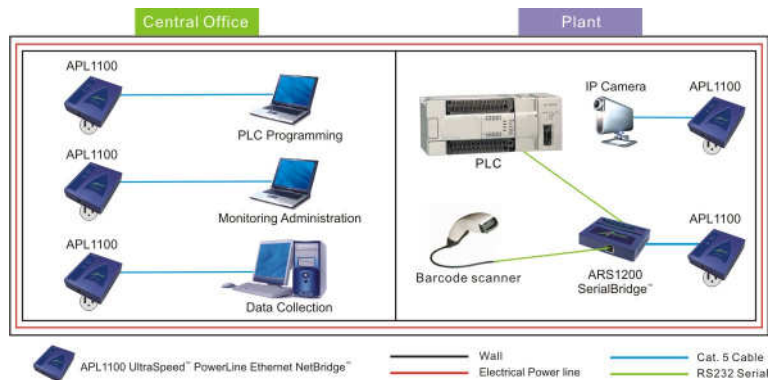 Central Office
Plant
APL1100
PLC Programming
APL1100
Monitoring Administration
APL1100
Data Collection
PLC
IP Camera
APL1100
Barcode scanner
ARS1200
SerialBridge™
APL1100
APL1100 UltraSpeed™ PowerLine Ethernet NetBridge™
Wall
Electrical Power line
Cat. 5 Cable
RS232 Serial